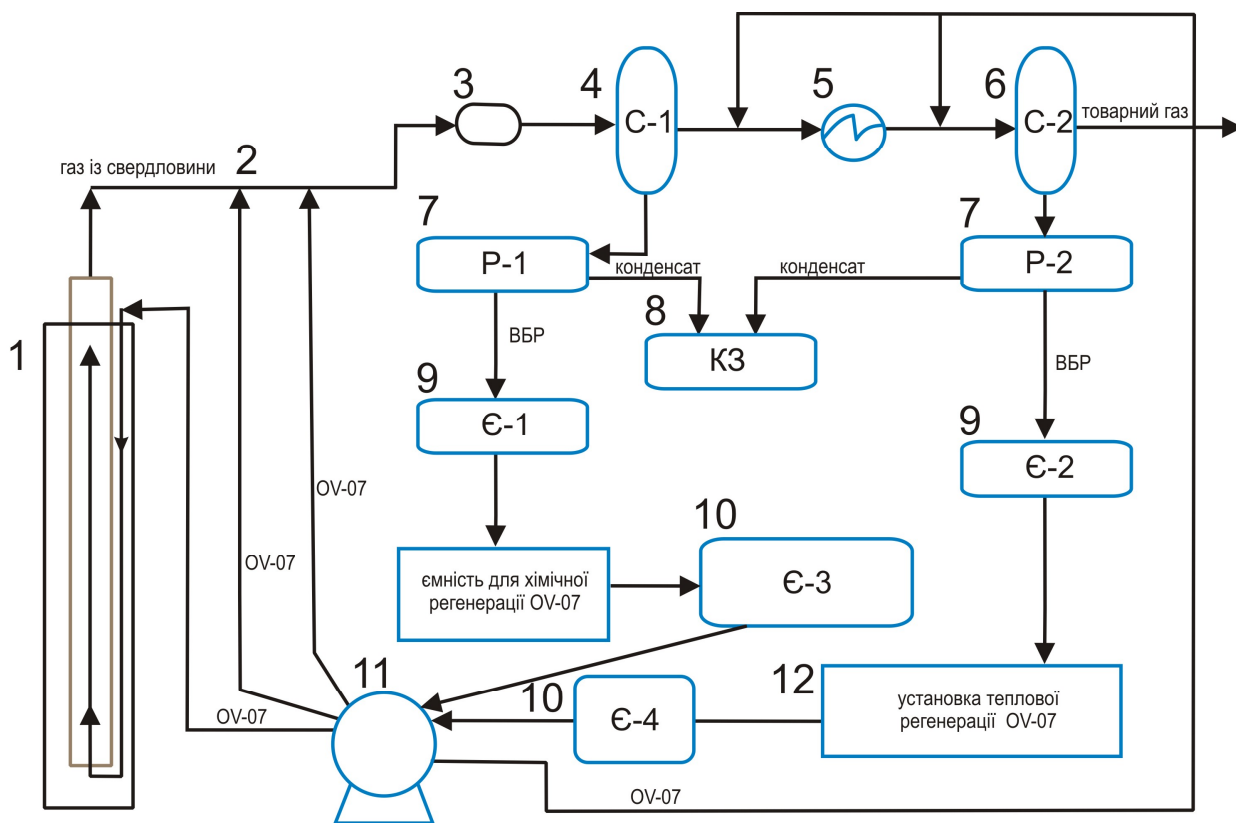 3
4
5
6
С-1
С-2
товарний газ
газ із свердловини
2
7
7
Р-1
Р-2
конденсат
конденсат
8
КЗ
ВБР
ВБР
1
9
9
Є-1
Є-2
OV-07
OV-07
10
ємність для хімічної
регенерації OV-07
Є-3
11
10
12
OV-07
Є-4
установка теплової
регенерації OV-07
OV-07